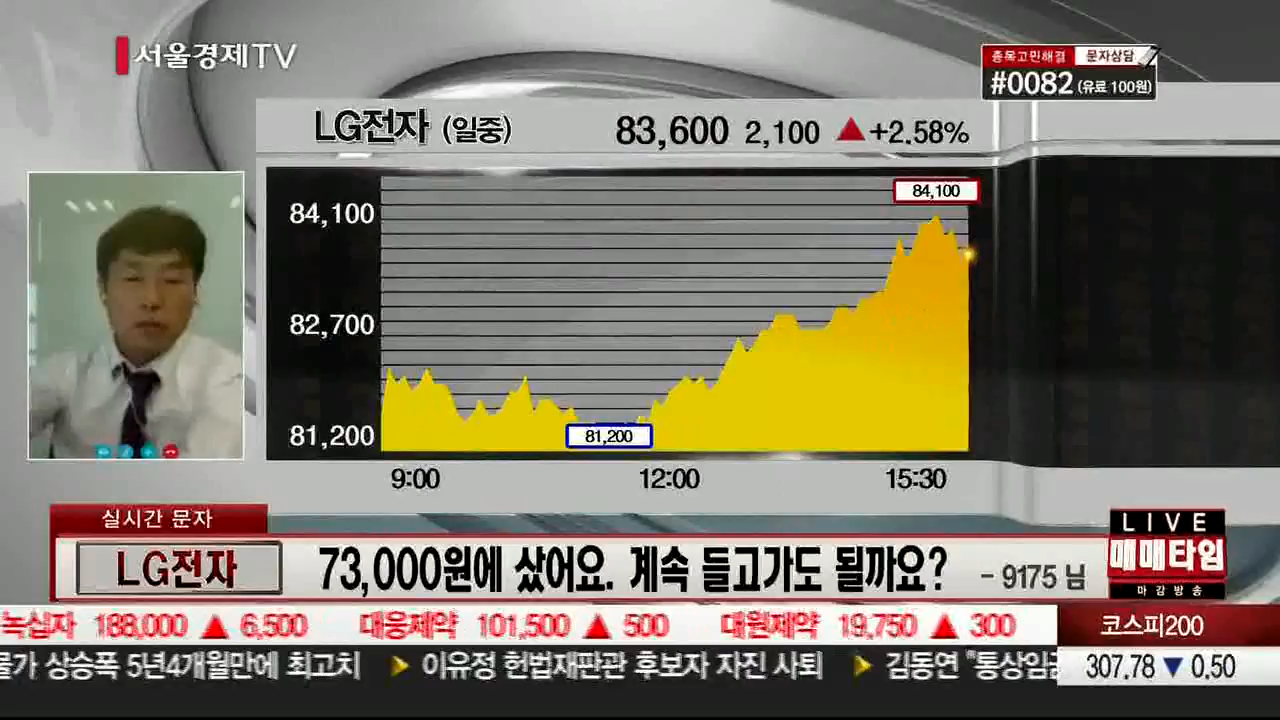 서울경제TV
종목고민해결 문자상담
#0082 (유료 100원)
LG전자 (일중) 83,600 2,100 ▲ +2.58%
84,100
84,100
82,700
81,200
81,200
9:00 12:00 15:30
실시간 문자
LG전자 73,000원에 샀어요. 계속 들고가도 될까요? - 9175 님
LIVE
매매타임
마감방송
녹십자 188,000 ▲ 6,500 대웅제약 101,500 ▲ 500 대원제약 19,750 ▲ 300 코스피200
물가 상승폭 5년4개월만에 최고치 ▶ 이유정 헌법재판관 후보자 자진 사퇴 ▶ 김동연 "통상임금 307.78 ▼ 0.50